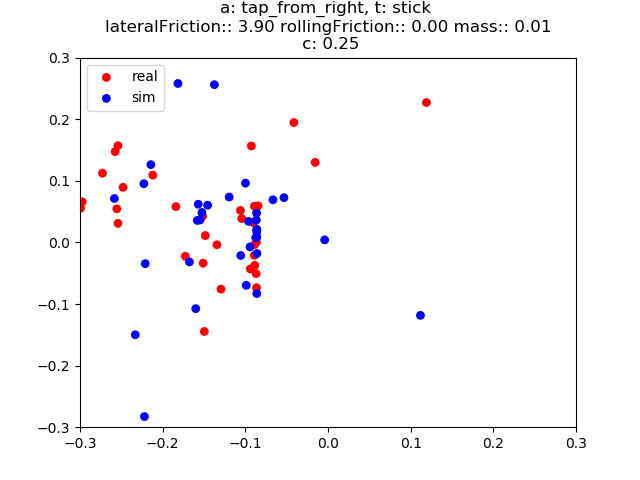 a: tap_from_right, t: stick
lateralFriction:: 3.90 rollingFriction:: 0.00 mass:: 0.01
c: 0.25
real
sim
0.3
0.2
0.1
0.0
−0.1
−0.2
−0.3
−0.3 −0.2 −0.1 0.0 0.1 0.2 0.3